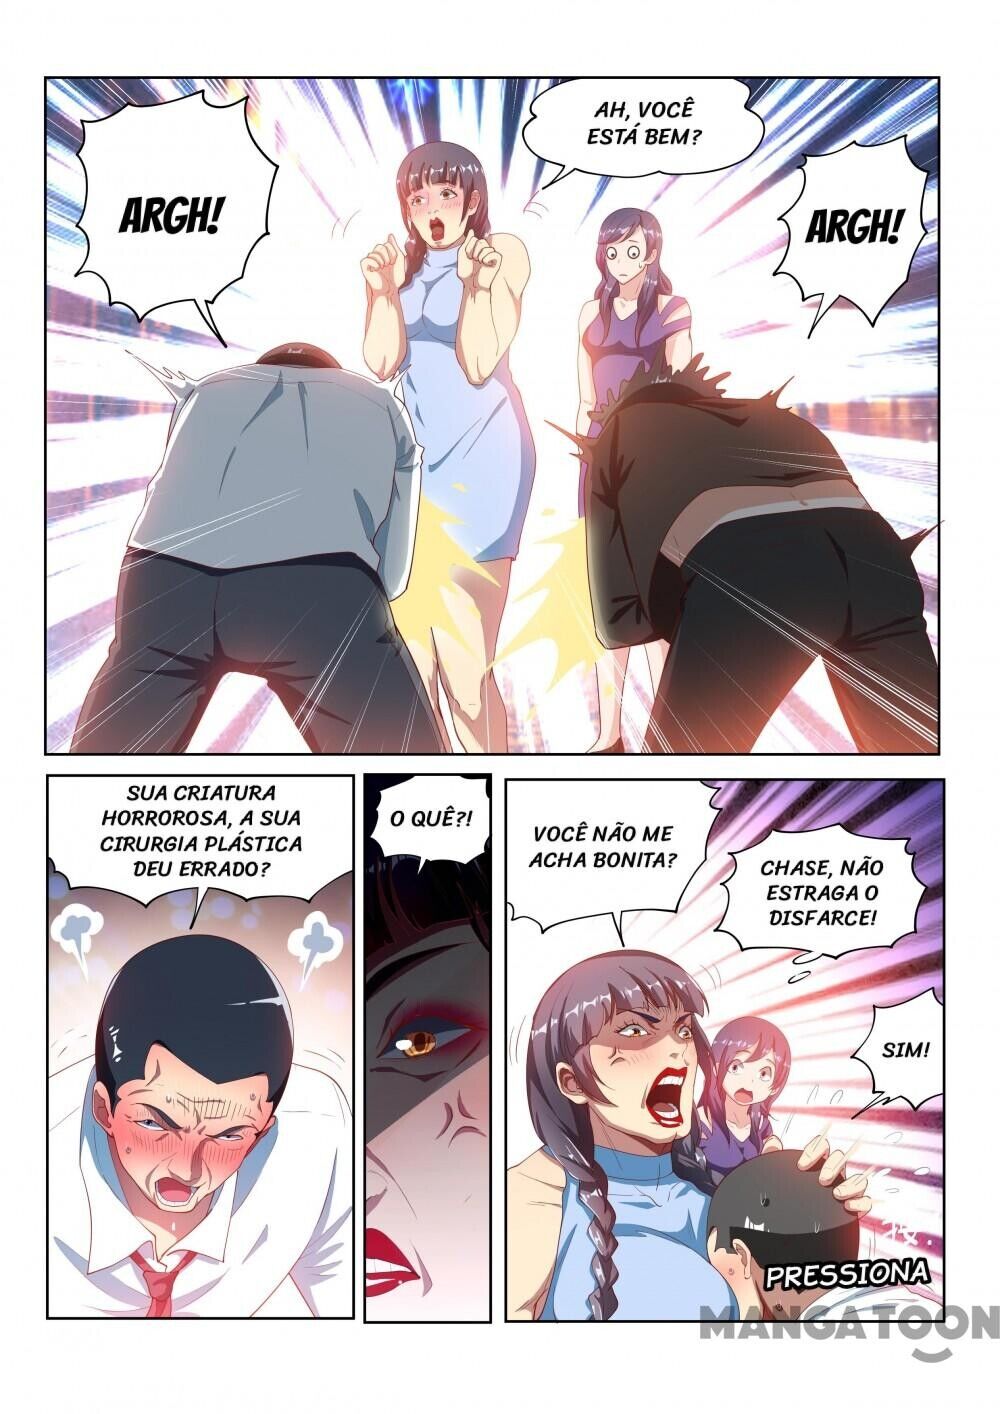 AH, VOCÊ
ESTÁ BEM?
ARGH!
ARGH!
SUA CRIATURA
HORROROSA, A SUA
CIRURGIA PLÁSTICA
DEU ERRADO?
O QUÊ?!
VOCÊ NÃO ME
ACHA BONITA?
CHASE, NÃO
ESTRAGA O
DISFARCE!
SIM!
PRESSIONA
MANGATOON